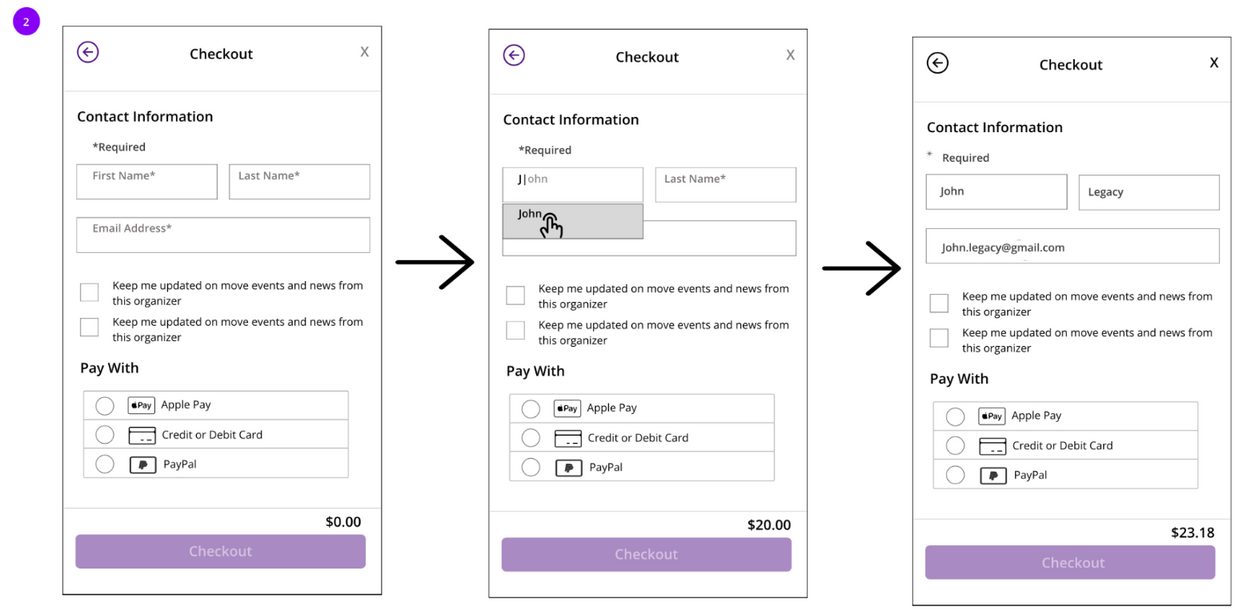 2
Checkout X
Contact Information
*Required
First Name* Last Name*
Email Address*
Keep me updated on move events and news from
this organizer
Keep me updated on move events and news from
this organizer
Pay With
Pay Apple Pay
Credit or Debit Card
PayPal
$0.00
Checkout
Checkout X
Contact Information
*Required
J|ohn Last Name*
John
Keep me updated on move events and news from
this organizer
Keep me updated on move events and news from
this organizer
Pay With
Pay Apple Pay
Credit or Debit Card
PayPal
$20.00
Checkout
Checkout X
Contact Information
* Required
John Legacy
John.legacy@gmail.com
Keep me updated on move events and news from
this organizer
Keep me updated on move events and news from
this organizer
Pay With
Pay Apple Pay
Credit or Debit Card
PayPal
$23.18
Checkout